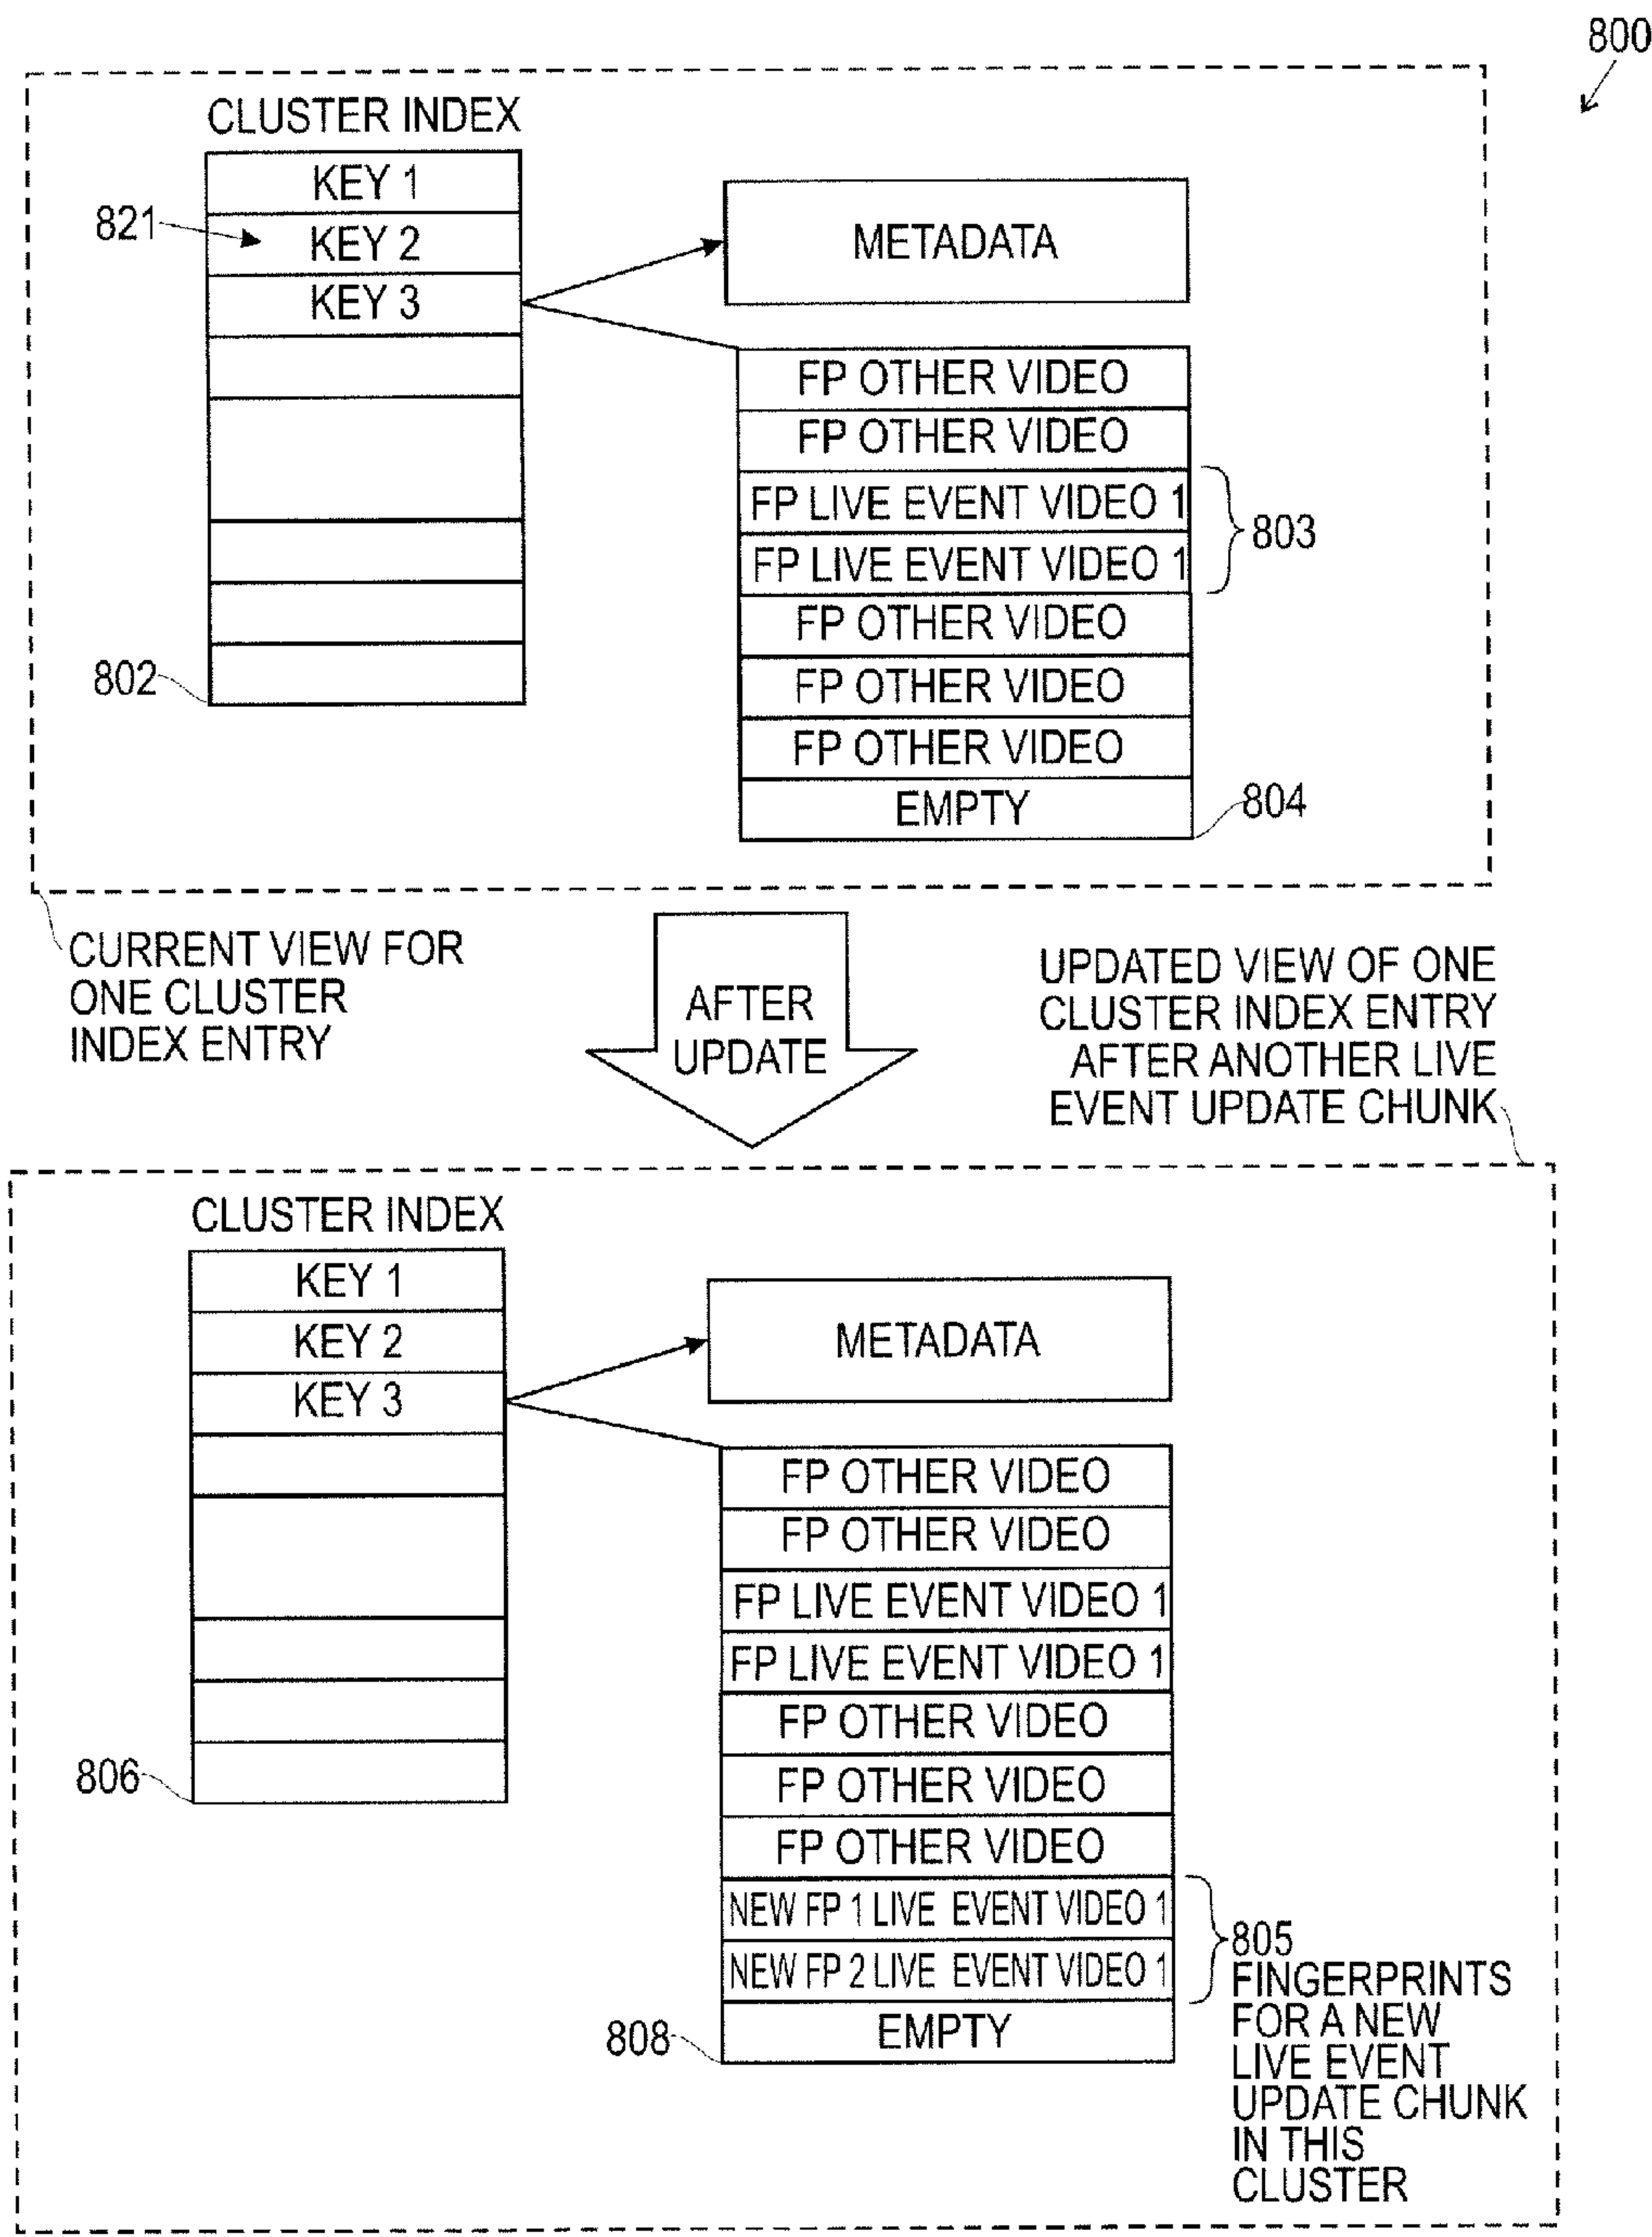 800
CLUSTER INDEX
KEY 1
821
KEY 2
KEY 3
METADATA
FP OTHER VIDEO
FP OTHER VIDEO
FP LIVE EVENT VIDEO 1
FP LIVE EVENT VIDEO 1
803
FP OTHER VIDEO
FP OTHER VIDEO
FP OTHER VIDEO
EMPTY
802
804
CURRENT VIEW FOR
ONE CLUSTER
INDEX ENTRY
AFTER
UPDATE
UPDATED VIEW OF ONE
CLUSTER INDEX ENTRY
AFTER ANOTHER LIVE
EVENT UPDATE CHUNK
CLUSTER INDEX
KEY 1
KEY 2
KEY 3
METADATA
FP OTHER VIDEO
FP OTHER VIDEO
FP LIVE EVENT VIDEO 1
FP LIVE EVENT VIDEO 1
FP OTHER VIDEO
FP OTHER VIDEO
FP OTHER VIDEO
NEW FP 1 LIVE EVENT VIDEO 1
NEW FP 2 LIVE EVENT VIDEO 1
EMPTY
806
808
805
FINGERPRINTS
FOR A NEW
LIVE EVENT
UPDATE CHUNK
IN THIS
CLUSTER